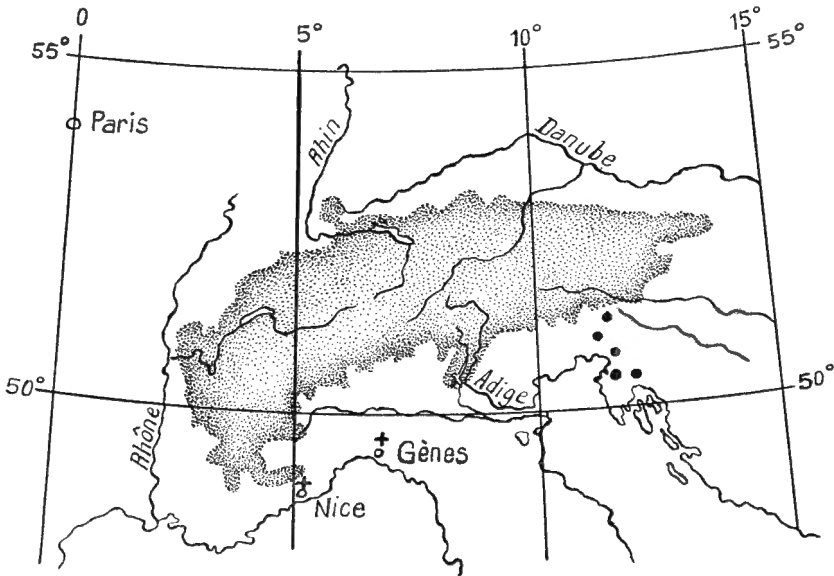 0
5°
10°
15°
55°
55°
Paris
Rhin
Danube
50°
50°
Adige
Rhône
Gènes
Nice